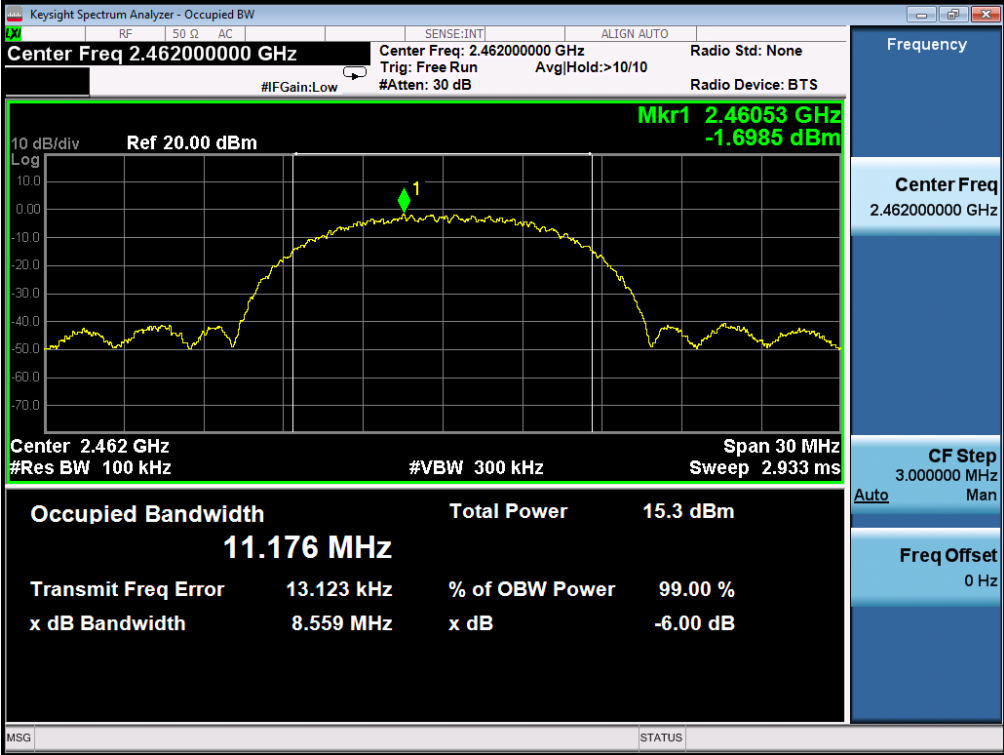 Keysight Spectrum Analyzer - Occupied BW
LXI RF 50 Ω AC SENSE:INT ALIGN AUTO
Center Freq 2.462000000 GHz
Center Freq: 2.462000000 GHz Radio Std: None
Trig: Free Run Avg|Hold:>10/10
#IFGain:Low #Atten: 30 dB Radio Device: BTS
Mkr1 2.46053 GHz
-1.6985 dBm
10 dB/div Ref 20.00 dBm
Log
10.0
1
0.00
-10.0
-20.0
-30.0
-40.0
-50.0
-60.0
-70.0
Center 2.462 GHz Span 30 MHz
#Res BW 100 kHz #VBW 300 kHz Sweep 2.933 ms
Occupied Bandwidth Total Power 15.3 dBm
11.176 MHz
Transmit Freq Error 13.123 kHz % of OBW Power 99.00 %
x dB Bandwidth 8.559 MHz x dB -6.00 dB
Frequency
Center Freq
2.462000000 GHz
CF Step
3.000000 MHz
Auto Man
Freq Offset
0 Hz
MSG STATUS